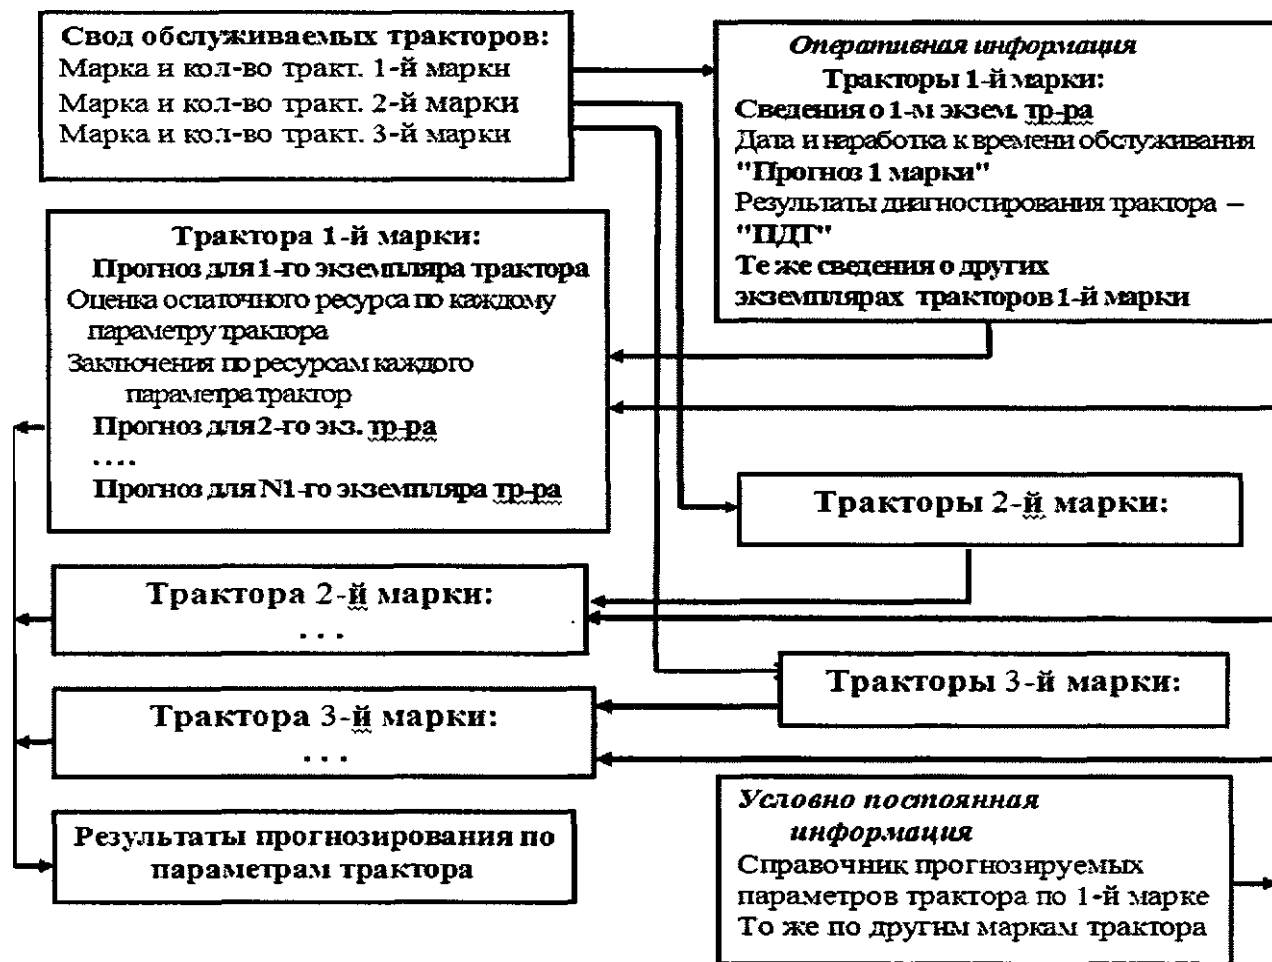 Свод обслуживаемых тракторов:
Марка и кол-во тракт. 1-й марки
Марка и кол-во тракт. 2-й марки
Марка и кол-во тракт. 3-й марки
Оперативная информация
Тракторы 1-й марки:
Сведения о 1-м экзем. тр-ра
Дата и наработка к времени обстуживания
"Прогноз 1 марки"
Результаты диагностирования трактора –
"ПДТ"
Те же сведения о других
экземплярах тракторов 1-й марки
Трактора 1-й марки:
Прогноз для 1-го экземпляра трактора
Оценка остаточного ресурса по каждому
параметру трактора
Заключения по ресурсам каждого
параметра трактор
Прогноз для 2-го экз. тр-ра
....
Прогноз для N1-го экземпляра тр-ра
Тракторы 2-й марки:
Трактора 2-й марки:
...
Тракторы 3-й марки:
Трактора 3-й марки:
...
Результаты прогнозирования по
параметрам трактора
Условно постоянная
информация
Справочник прогнозируемых
параметров трактора по 1-й марке
То же по другим маркам трактора